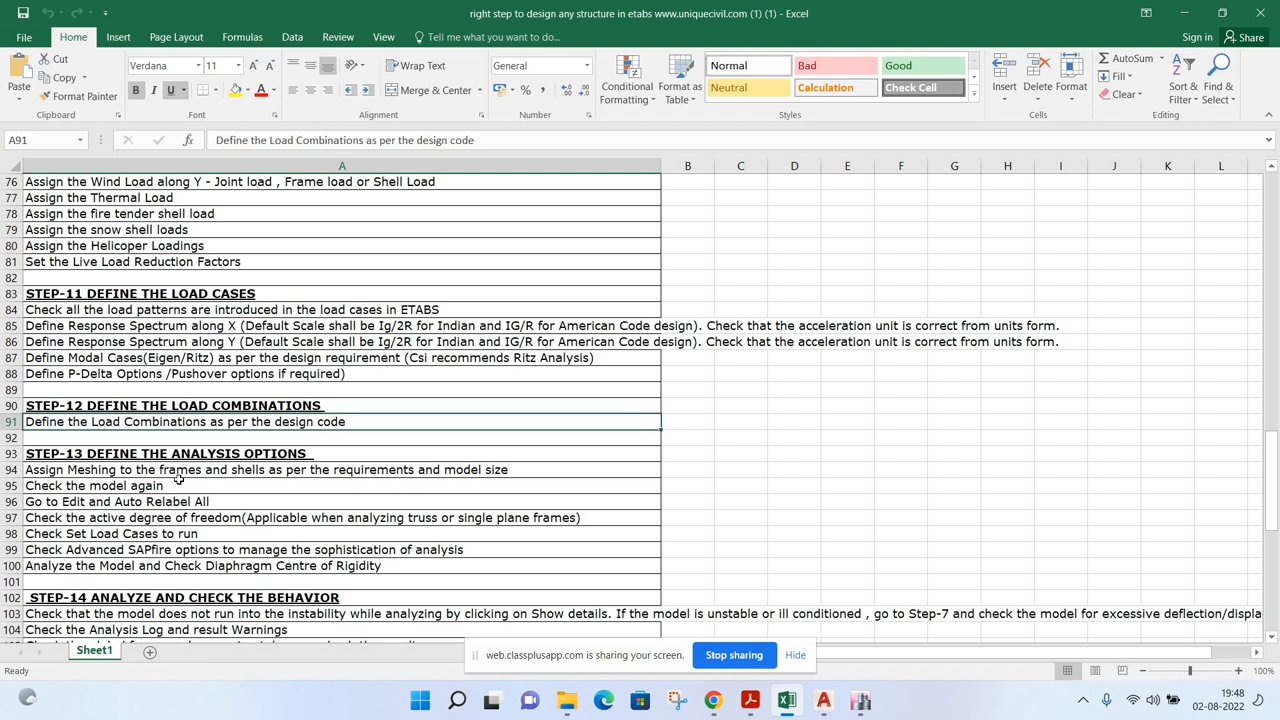 right step to design any structure in etabs www.uniquecivil.com (1) (1) - Excel
File Home Insert Page Layout Formulas Data Review View Tell me what you want to do... Sign in Share
Paste Cut Copy Format Painter
Clipboard
Verdana 11
B I U
Font
Wrap Text
Merge & Center
Alignment
General
Number
Conditional Formatting Format as Table
Normal Bad Good
Neutral Calculation Check Cell
Styles
Insert Delete Format
Cells
AutoSum
Fill
Clear
Sort & Filter Find & Select
Editing
A91 fx Define the Load Combinations as per the design code
A B C D E F G H I J K L
76 Assign the Wind Load along Y - Joint load , Frame load or Shell Load
77 Assign the Thermal Load
78 Assign the fire tender shell load
79 Assign the snow shell loads
80 Assign the Helicoper Loadings
81 Set the Live Load Reduction Factors
82
83 STEP-11 DEFINE THE LOAD CASES
84 Check all the load patterns are introduced in the load cases in ETABS
85 Define Response Spectrum along X (Default Scale shall be Ig/2R for Indian and IG/R for American Code design). Check that the acceleration unit is correct from units form.
86 Define Response Spectrum along Y (Default Scale shall be Ig/2R for Indian and IG/R for American Code design). Check that the acceleration unit is correct from units form.
87 Define Modal Cases(Eigen/Ritz) as per the design requirement (Csi recommends Ritz Analysis)
88 Define P-Delta Options /Pushover options if required)
89
90 STEP-12 DEFINE THE LOAD COMBINATIONS
91 Define the Load Combinations as per the design code
92
93 STEP-13 DEFINE THE ANALYSIS OPTIONS
94 Assign Meshing to the frames and shells as per the requirements and model size
95 Check the model again
96 Go to Edit and Auto Relabel All
97 Check the active degree of freedom(Applicable when analyzing truss or single plane frames)
98 Check Set Load Cases to run
99 Check Advanced SAPfire options to manage the sophistication of analysis
100 Analyze the Model and Check Diaphragm Centre of Rigidity
101
102 STEP-14 ANALYZE AND CHECK THE BEHAVIOR
103 Check that the model does not run into the instability while analyzing by clicking on Show details. If the model is unstable or ill conditioned , go to Step-7 and check the model for excessive deflection/displa
104 Check the Analysis Log and result Warnings
Sheet1
web.classplusapp.com is sharing your screen. Stop sharing Hide
Ready 100%
19:48
02-08-2022